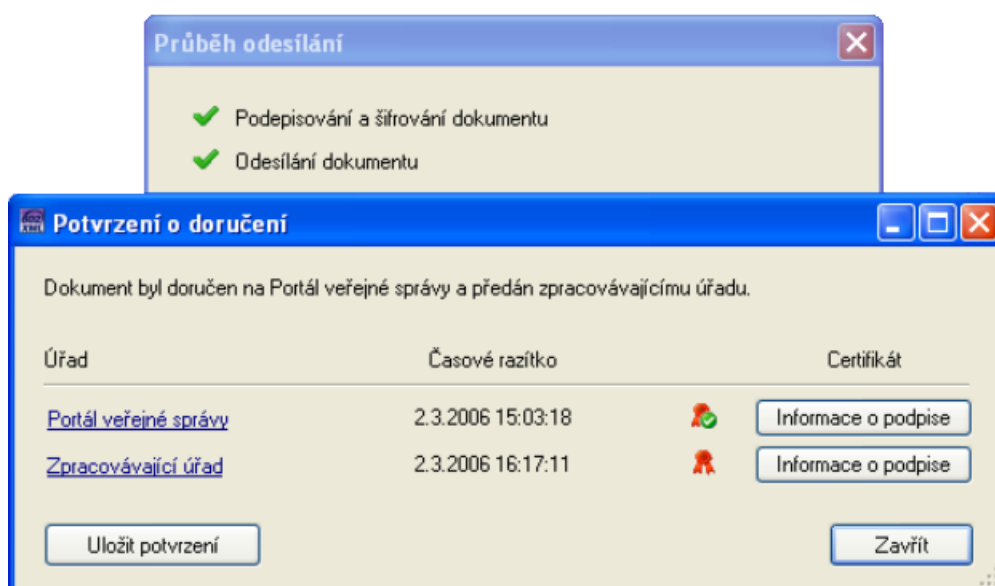 Průběh odesílání
Podepisování a šifrování dokumentu
Odesílání dokumentu
602 XML Potvrzení o doručení
Dokument byl doručen na Portál veřejné správy a předán zpracovávajícímu úřadu.
Úřad Časové razítko Certifikát
Portál veřejné správy 2.3.2006 15:03:18 Informace o podpise
Zpracovávající úřad 2.3.2006 16:17:11 Informace o podpise
Uložit potvrzení Zavřít